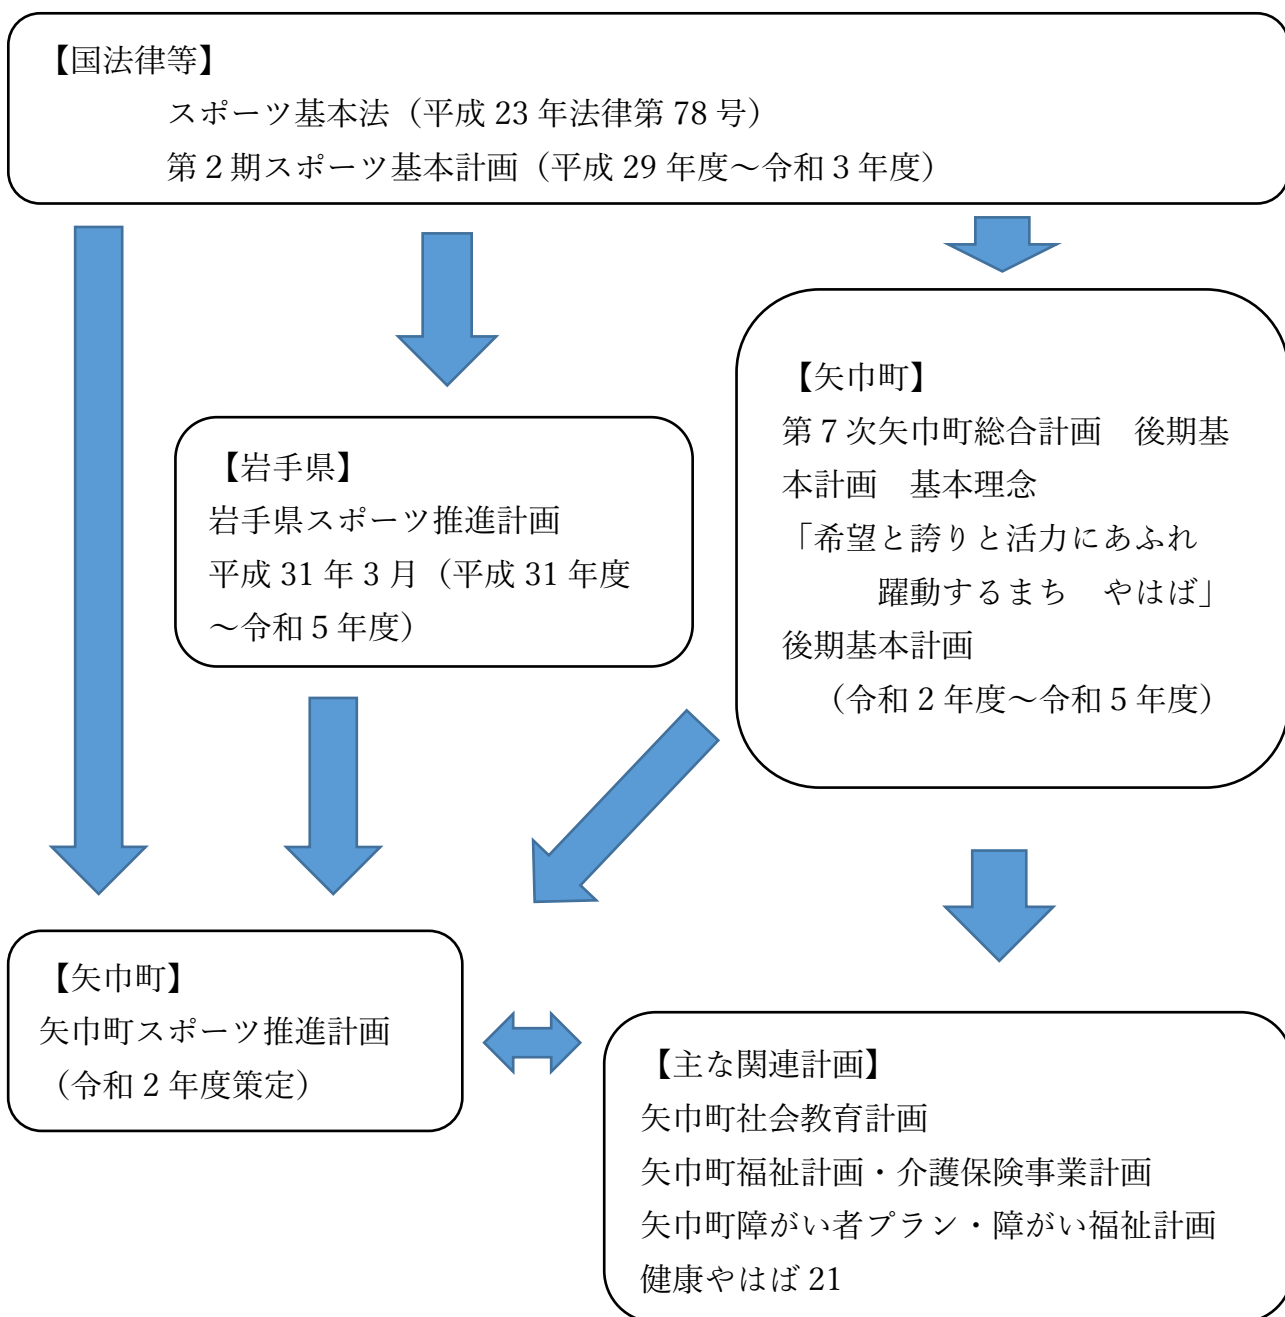 【国法律等】
スポーツ基本法（平成 23 年法律第 78 号）
第２期スポーツ基本計画（平成 29 年度～令和３年度）
【岩手県】
岩手県スポーツ推進計画
平成 31 年３月（平成 31 年度
～令和５年度）
【矢巾町】
第７次矢巾町総合計画　後期基
本計画　基本理念
「希望と誇りと活力にあふれ
躍動するまち　やはば」
後期基本計画
（令和２年度～令和５年度）
【矢巾町】
矢巾町スポーツ推進計画
（令和２年度策定）
【主な関連計画】
矢巾町社会教育計画
矢巾町福祉計画・介護保険事業計画
矢巾町障がい者プラン・障がい福祉計画
健康やはば 21